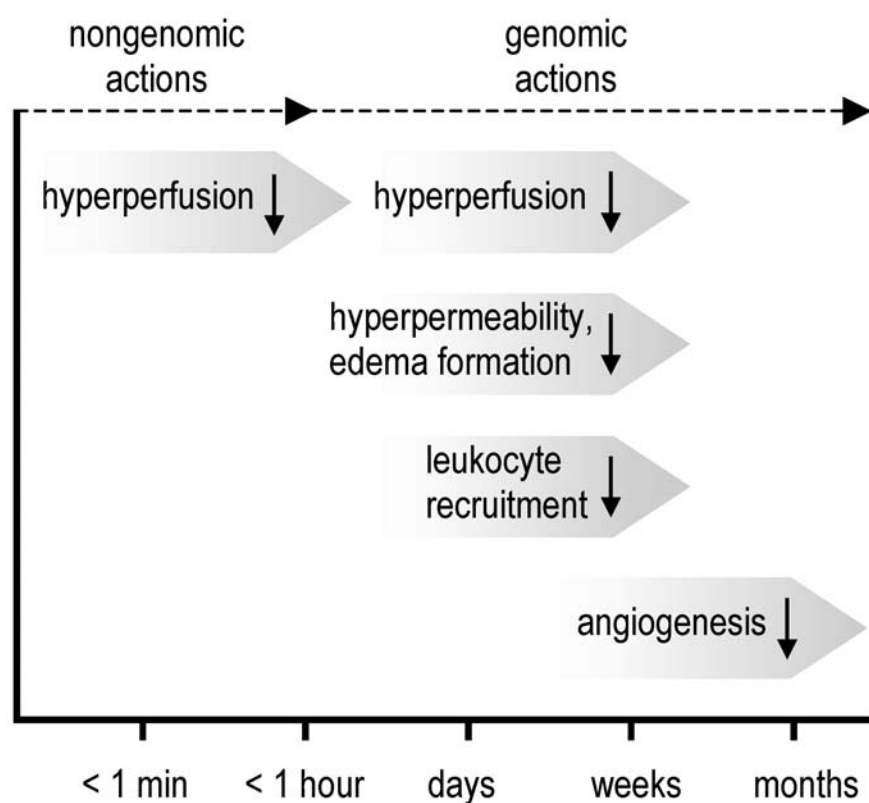 nongenomic
actions
genomic
actions
hyperperfusion
hyperperfusion
hyperpermeability,
edema formation
leukocyte
recruitment
angiogenesis
< 1 min
< 1 hour
days
weeks
months